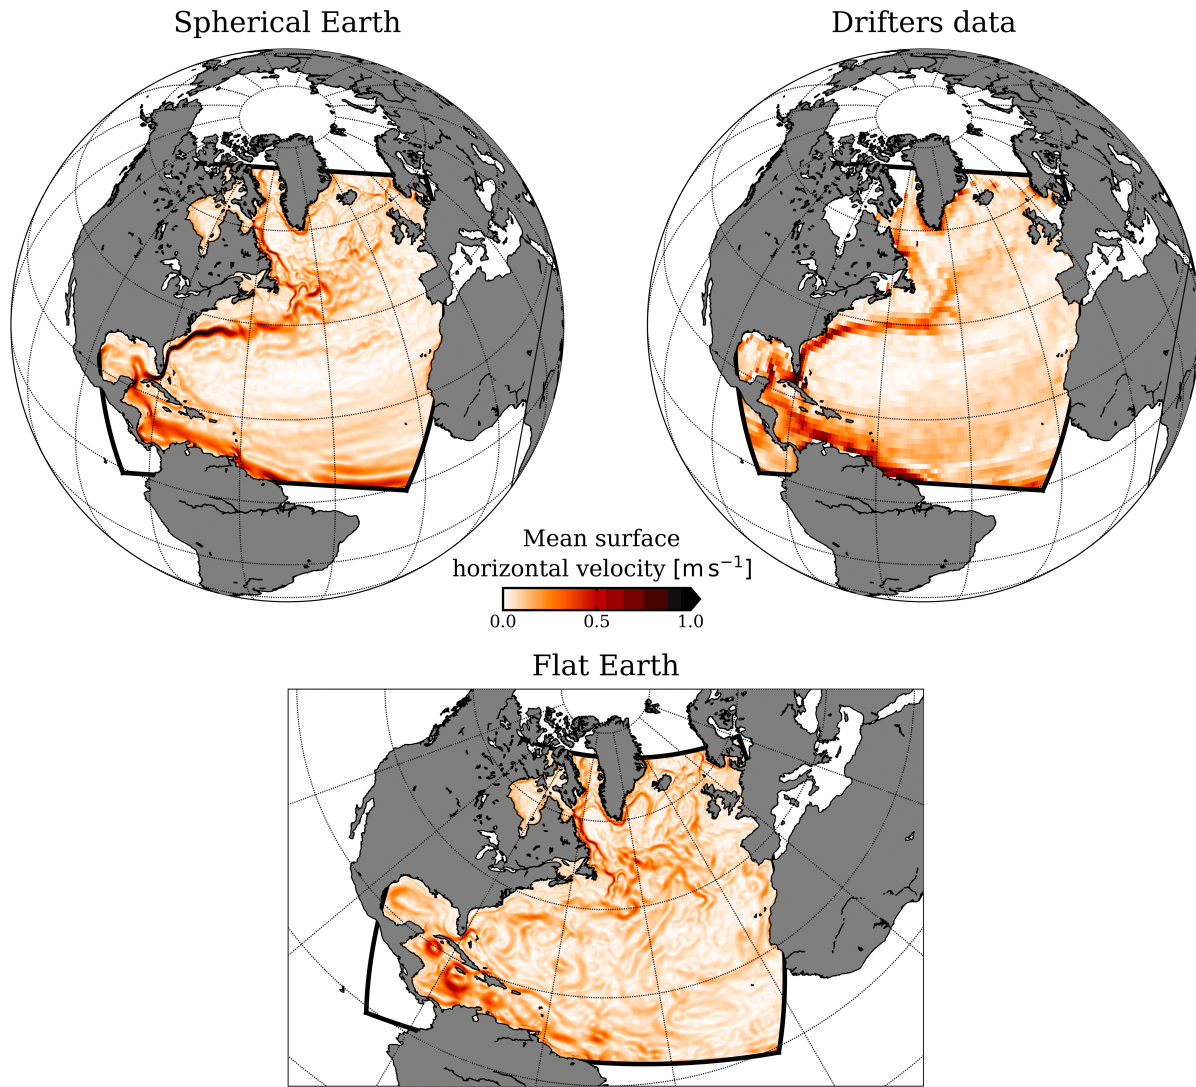 Spherical Earth
Drifters data
Mean surface
horizontal velocity [m s⁻¹]
0.0 0.5 1.0
Flat Earth